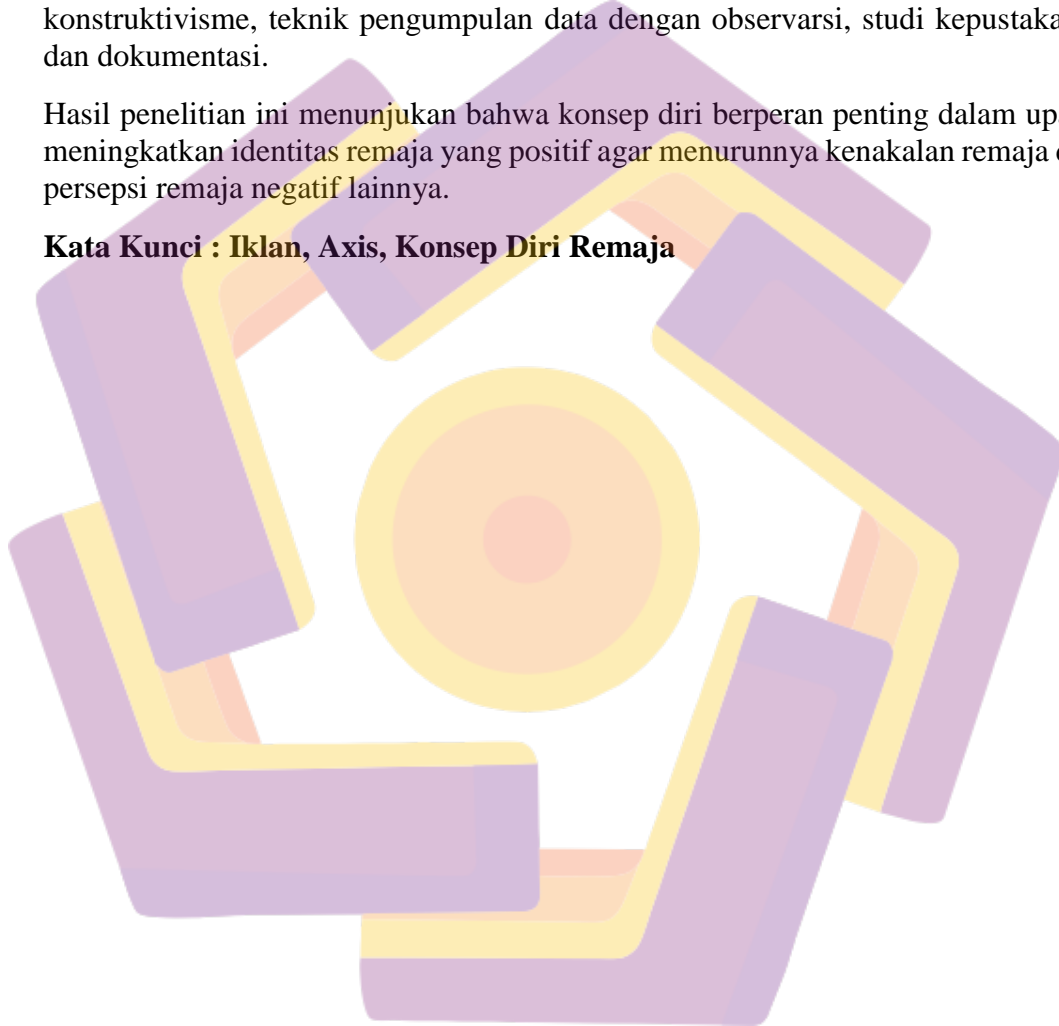 konstruktivisme, teknik pengumpulan data dengan observarsi, studi kepustaka
dan dokumentasi.
Hasil penelitian ini menunjukan bahwa konsep diri berperan penting dalam up
meningkatkan identitas remaja yang positif agar menurunnya kenakalan remaja
persepsi remaja negatif lainnya.
Kata Kunci : Iklan, Axis, Konsep Diri Remaja